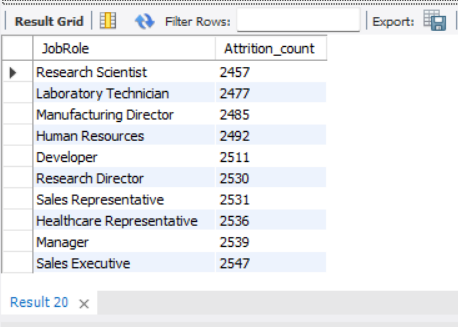 Result Grid Filter Rows: Export:
JobRole Attrition_count
Research Scientist 2457
Laboratory Technician 2477
Manufacturing Director 2485
Human Resources 2492
Developer 2511
Research Director 2530
Sales Representative 2531
Healthcare Representative 2536
Manager 2539
Sales Executive 2547
Result 20 ×